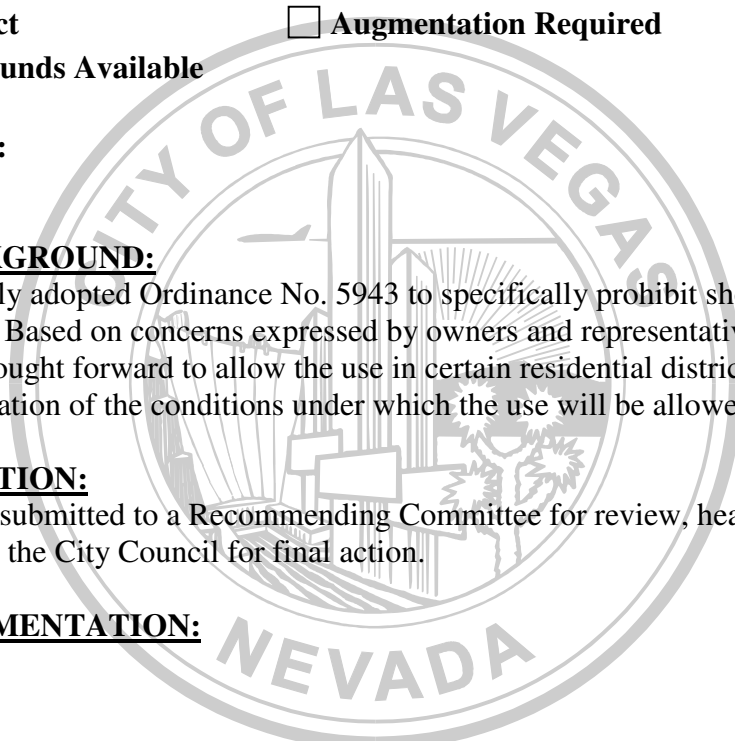 ct Augmentation Required
unds Available
:
KGROUND:
ly adopted Ordinance No. 5943 to specifically prohibit sho
Based on concerns expressed by owners and representativ
ought forward to allow the use in certain residential distric
ation of the conditions under which the use will be allowe
TION:
submitted to a Recommending Committee for review, hea
the City Council for final action.
MENTATION:
CITY OF LAS VEGAS
NEVADA